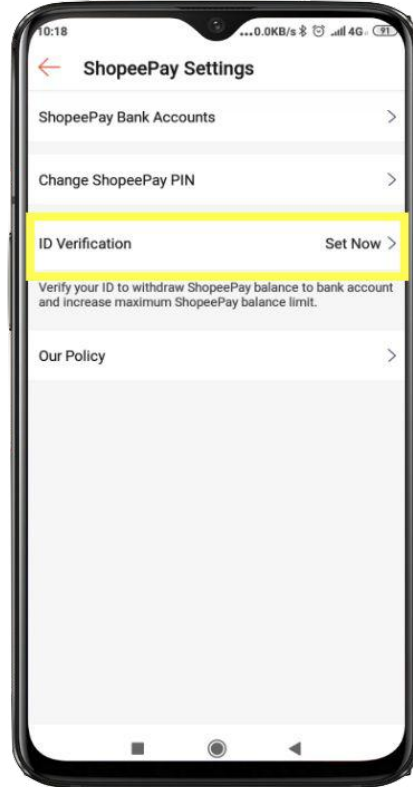 10:18 ...0.0KB/s 4G 91
ShopeePay Settings
ShopeePay Bank Accounts
Change ShopeePay PIN
ID Verification Set Now
Verify your ID to withdraw ShopeePay balance to bank account
and increase maximum ShopeePay balance limit.
Our Policy